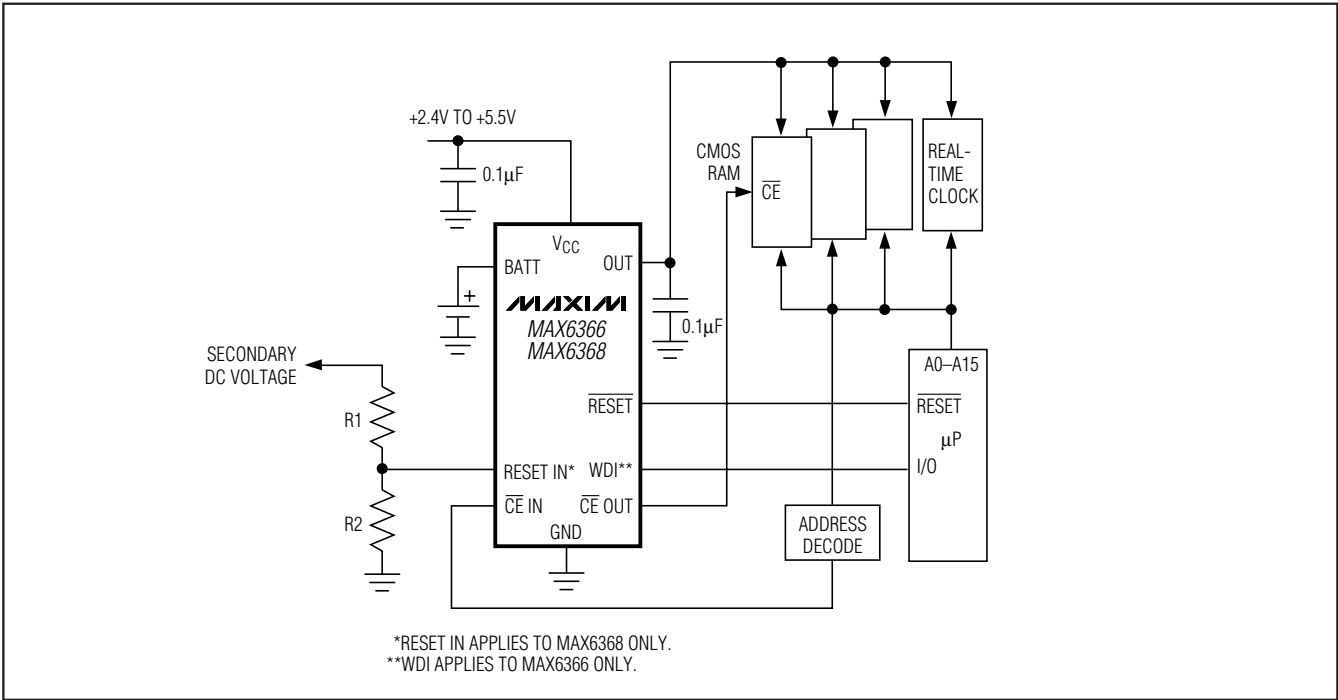 +2.4V TO +5.5V
0.1μF
CMOS
RAM
CE
REAL-
TIME
CLOCK
VCC
BATT
OUT
MAXIM
MAX6366
MAX6368
0.1μF
SECONDARY
DC VOLTAGE
R1
R2
RESET
RESET IN*
WDI**
CE IN
CE OUT
GND
A0–A15
RESET
μP
I/O
ADDRESS
DECODE
*RESET IN APPLIES TO MAX6368 ONLY.
**WDI APPLIES TO MAX6366 ONLY.